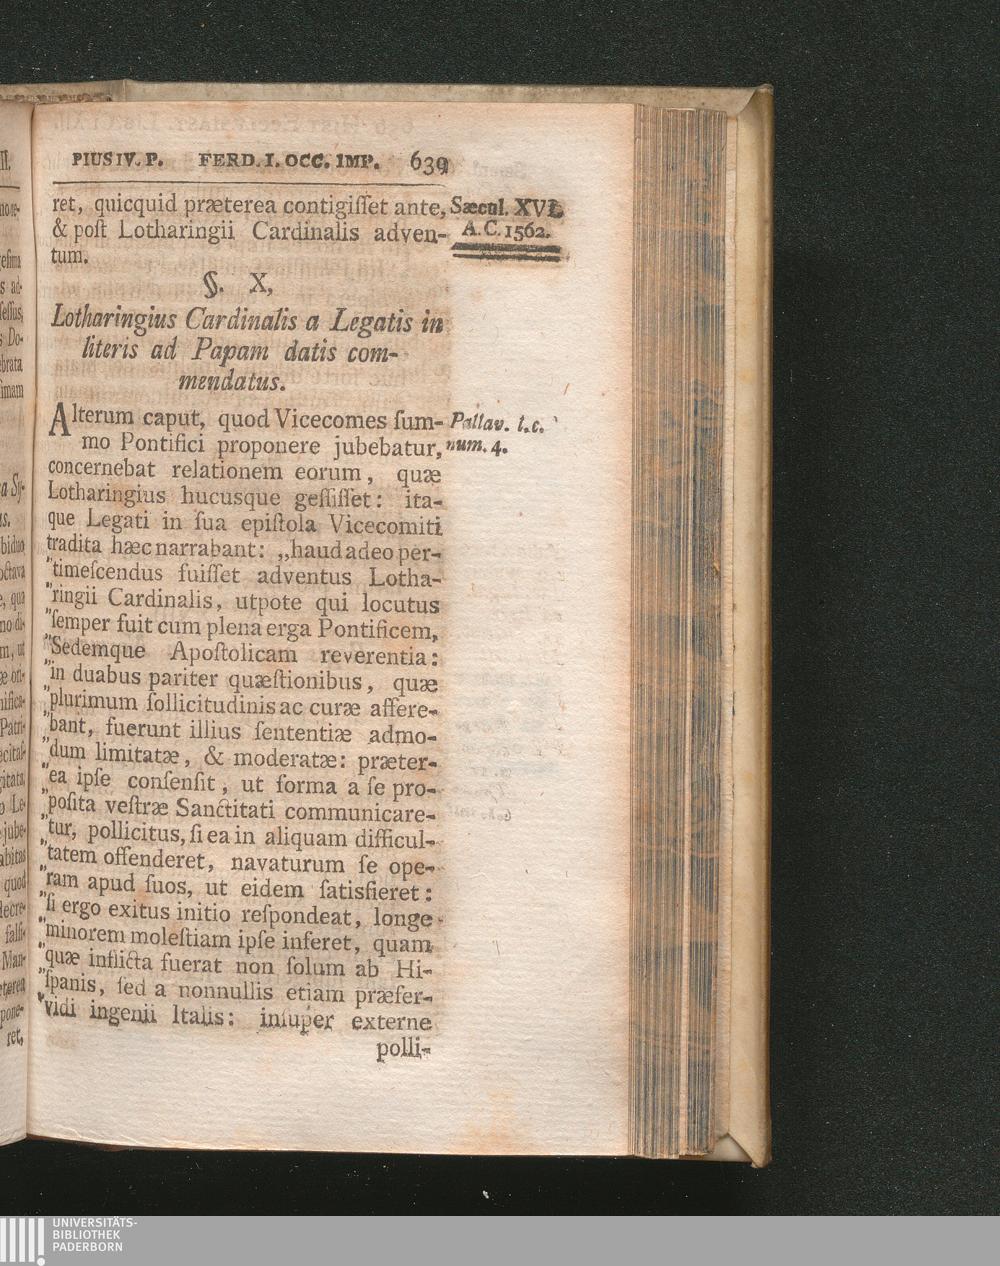 PIUS IV. P. FERD. I. OCC. IMP. 639
ret, quicquid præterea contigiſſet ante,
& poſt Lotharingii Cardinalis adven-
tum.
Sæcul. XVI.
A. C. 1562.
§. X,
Lotharingius Cardinalis a Legatis in
literis ad Papam datis com-
mendatus.
Alterum caput, quod Vicecomes ſum-
mo Pontifici proponere jubebatur,
Pallav. l. c.
num. 4.
concernebat relationem eorum, quæ
Lotharingius hucusque geſſiſſet: ita-
que Legati in ſua epiſtola Vicecomiti
tradita hæc narrabant: „haud adeo per-
"timeſcendus fuiſſet adventus Lotha-
"ringii Cardinalis, utpote qui locutus
"ſemper fuit cum plena erga Pontificem,
"Sedemque Apoſtolicam reverentia:
"in duabus pariter quæſtionibus, quæ
"plurimum ſollicitudinis ac curæ affere-
"bant, fuerunt illius ſententiæ admo-
"dum limitatæ, & moderatæ: præter-
"ea ipſe conſenſit, ut forma a ſe pro-
"poſita veſtræ Sanctitati communicare-
"tur, pollicitus, ſi ea in aliquam difficul-
"tatem offenderet, navaturum ſe ope-
"ram apud ſuos, ut eidem ſatisfieret:
"ſi ergo exitus initio reſpondeat, longe
"minorem moleſtiam ipſe inferet, quam
"quæ inflicta fuerat non ſolum ab Hi-
"ſpanis, ſed a nonnullis etiam præfer-
"vidi ingenii Italis: inſuper externe
polli-
UNIVERSITÄTS-
BIBLIOTHEK
PADERBORN